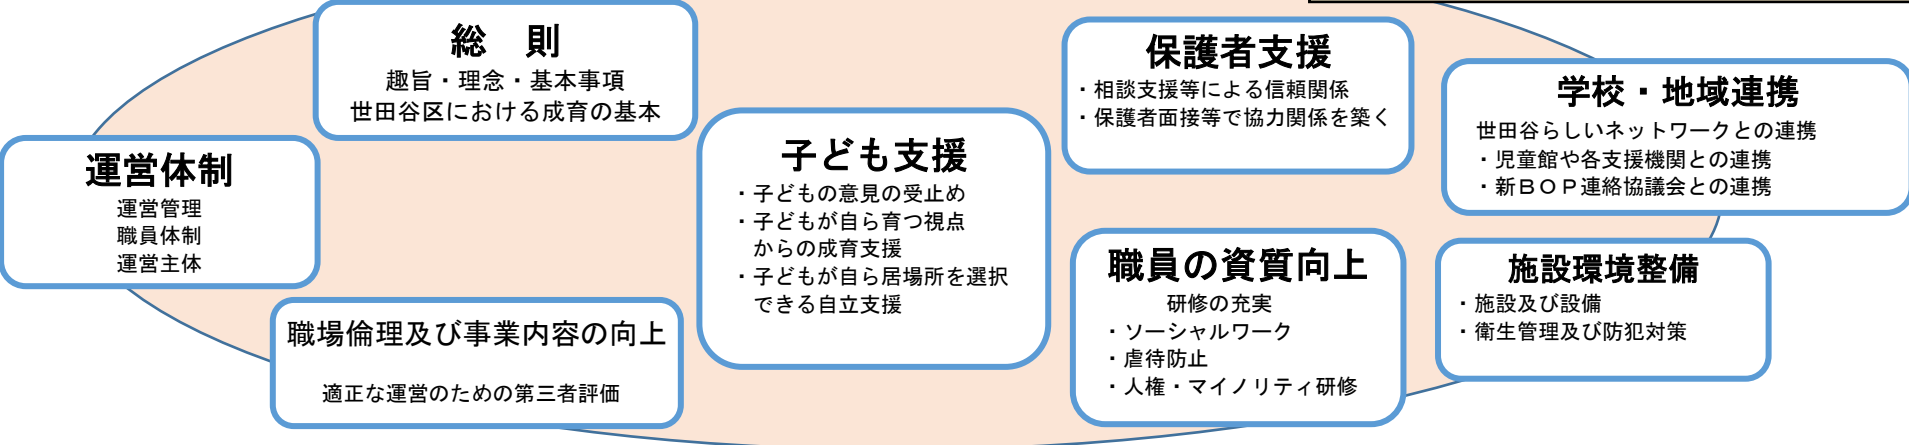 総　則
趣旨・理念・基本事項
世田谷区における成育の基本
運営体制
運営管理
職員体制
運営主体
職場倫理及び事業内容の向上
適正な運営のための第三者評価
子ども支援
・子どもの意見の受止め
・子どもが自ら育つ視点
からの成育支援
・子どもが自ら居場所を選択
できる自立支援
保護者支援
・相談支援等による信頼関係
・保護者面接等で協力関係を築く
職員の資質向上
研修の充実
・ソーシャルワーク
・虐待防止
・人権・マイノリティ研修
学校・地域連携
世田谷らしいネットワークとの連携
・児童館や各支援機関との連携
・新ＢＯＰ連絡協議会との連携
施設環境整備
・施設及び設備
・衛生管理及び防犯対策